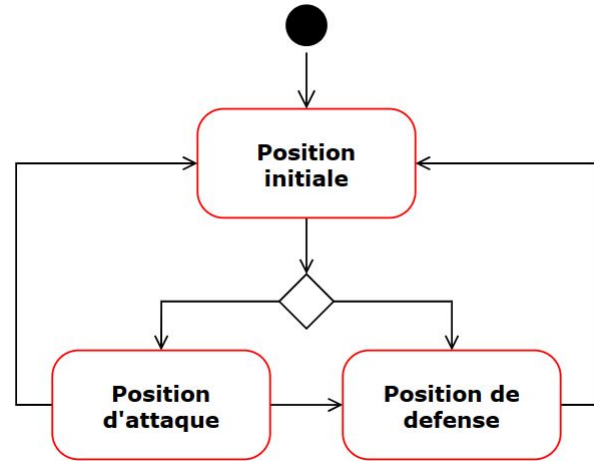 Position
initiale
Position
d'attaque
Position de
defense